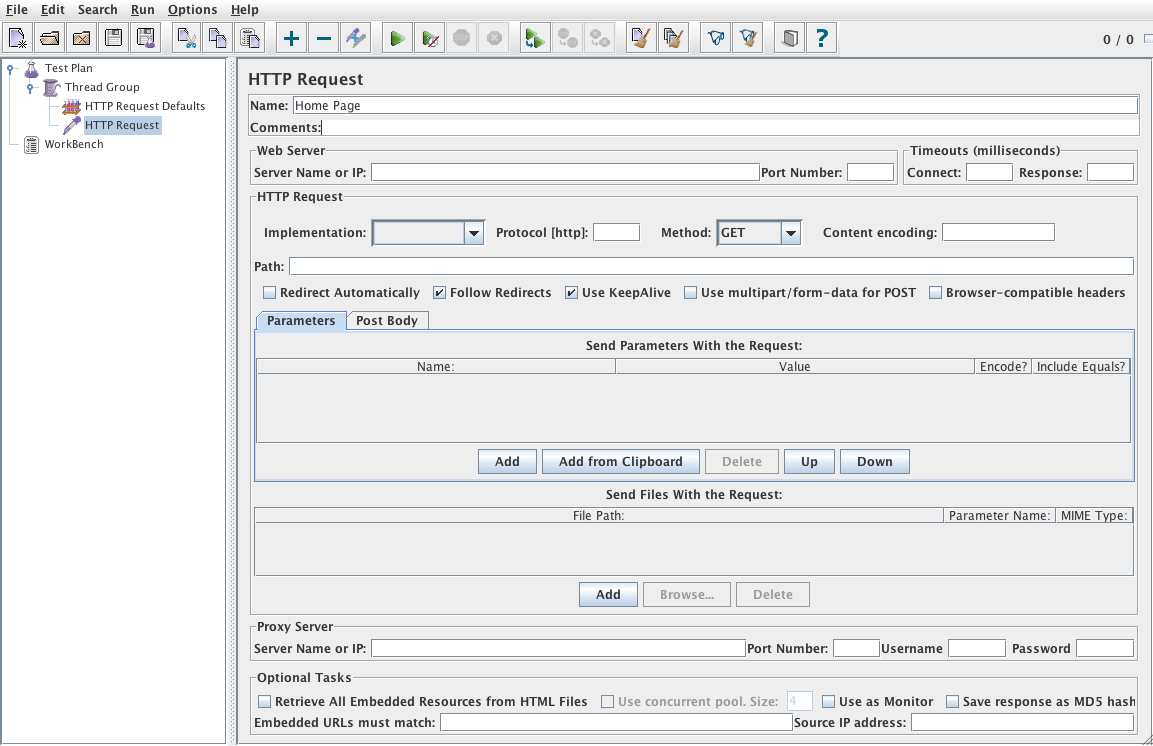 File Edit Search Run Options Help
0 / 0
Test Plan
Thread Group
HTTP Request Defaults
HTTP Request
WorkBench
HTTP Request
Name: Home Page
Comments:
Web Server
Timeouts (milliseconds)
Server Name or IP: Port Number: Connect: Response:
HTTP Request
Implementation: Protocol [http]: Method: GET Content encoding:
Path:
Redirect Automatically Follow Redirects Use KeepAlive Use multipart/form-data for POST Browser-compatible headers
Parameters Post Body
Send Parameters With the Request:
Name: Value Encode? Include Equals?
Add Add from Clipboard Delete Up Down
Send Files With the Request:
File Path: Parameter Name: MIME Type:
Add Browse... Delete
Proxy Server
Server Name or IP: Port Number: Username Password
Optional Tasks
Retrieve All Embedded Resources from HTML Files Use concurrent pool. Size: 4 Use as Monitor Save response as MD5 hash
Embedded URLs must match: Source IP address: